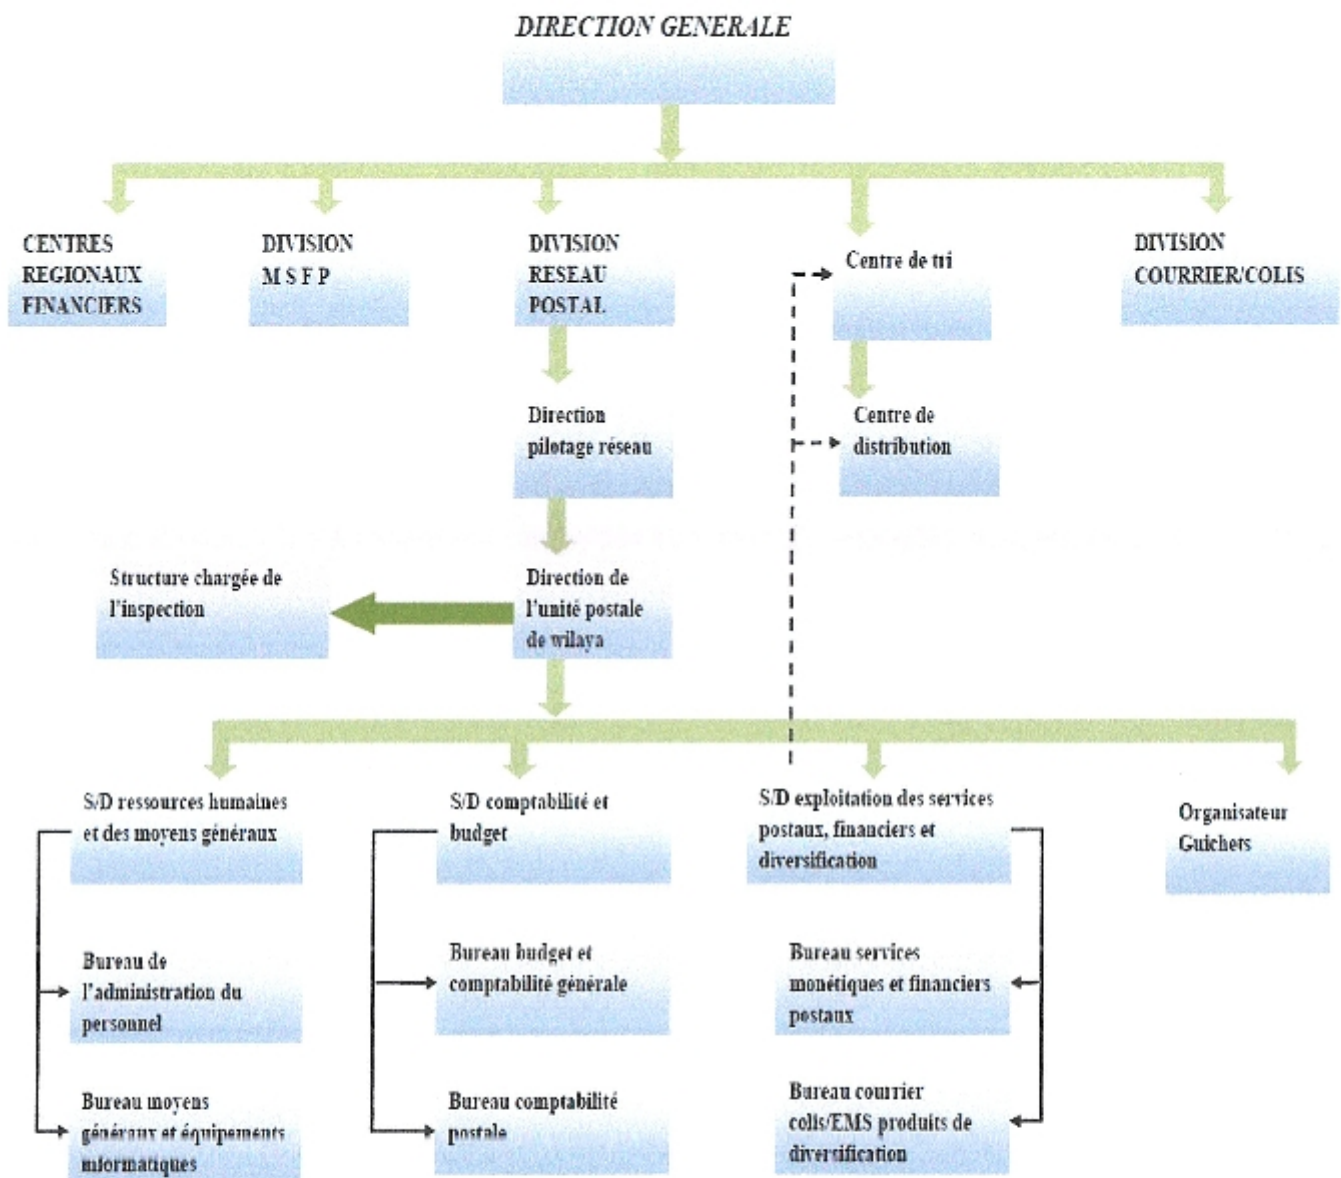 DIRECTION GENERALE
CENTRES
REGIONAUX
FINANCIERS
DIVISION
M S F P
DIVISION
RESEAU
POSTAL
Centre de tri
DIVISION
COURRIER/COLIS
Direction
pilotage réseau
Centre de
distribution
Structure chargée de
l'inspection
Direction de
l'unité postale
de wilaya
S/D ressources humaines
et des moyens généraux
S/D comptabilité et
budget
S/D exploitation des services
postaux, financiers et
diversification
Organisateur
Guichets
Bureau de
l'administration du
personnel
Bureau budget et
comptabilité générale
Bureau services
monétiques et financiers
postaux
Bureau moyens
généraux et équipements
informatiques
Bureau comptabilité
postale
Bureau courrier
colis/EMS produits de
diversification